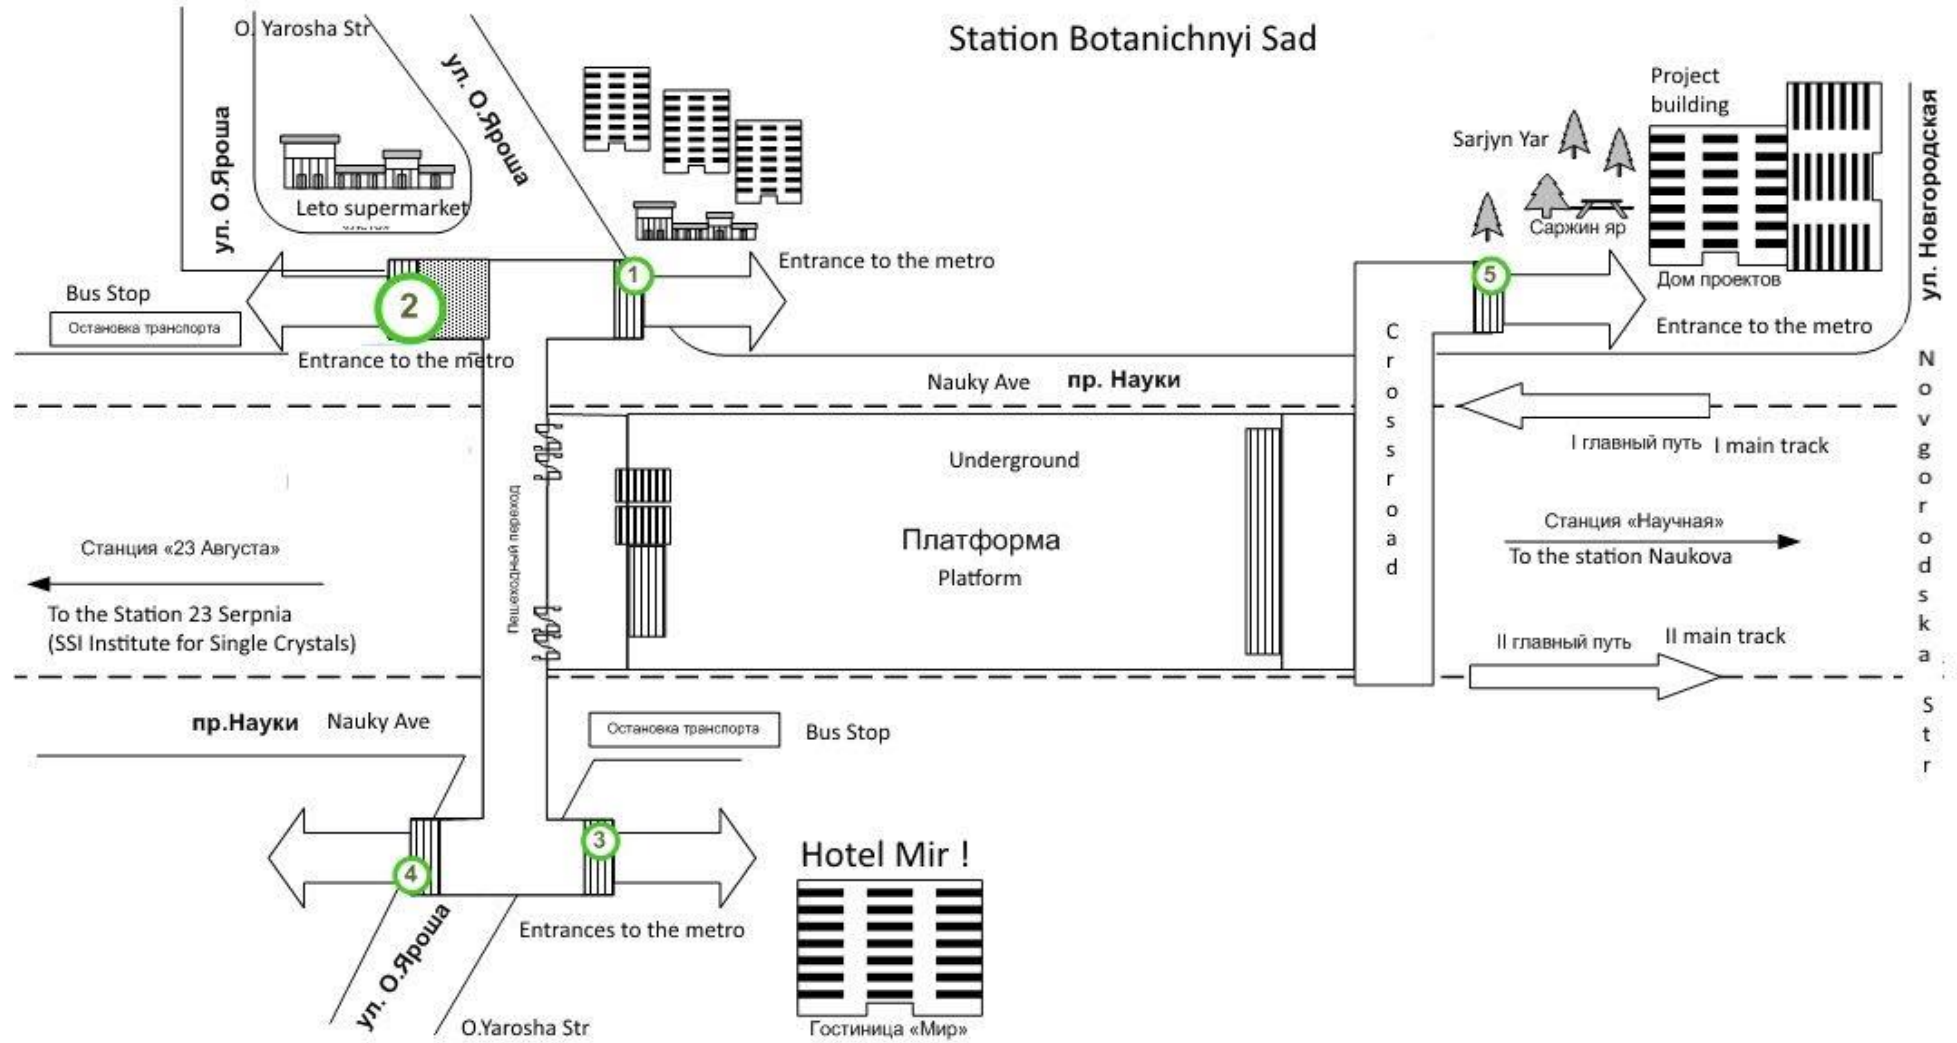 Station Botanichnyi Sad
O. Yarosha Str
ул. О.Яроша
ул. О.Яроша
Leto supermarket
Project
building
Sarjyn Yar
Саржин яр
Дом проектов
ул. Новгородская
Bus Stop
Остановка транспорта
2
Entrance to the metro
1
Entrance to the metro
5
Entrance to the metro
Crossroad
Novgorodska Str
Nauky Ave пр. Науки
I главный путь I main track
Underground
Платформа
Platform
Пешеходный переход
Станция «23 Августа»
To the Station 23 Serpnia
(SSI Institute for Single Crystals)
Станция «Научная»
To the station Naukova
II главный путь II main track
пр.Науки Nauky Ave
Остановка транспорта Bus Stop
4
3
Entrances to the metro
Hotel Mir !
Гостиница «Мир»
ул. О.Яроша
O.Yarosha Str